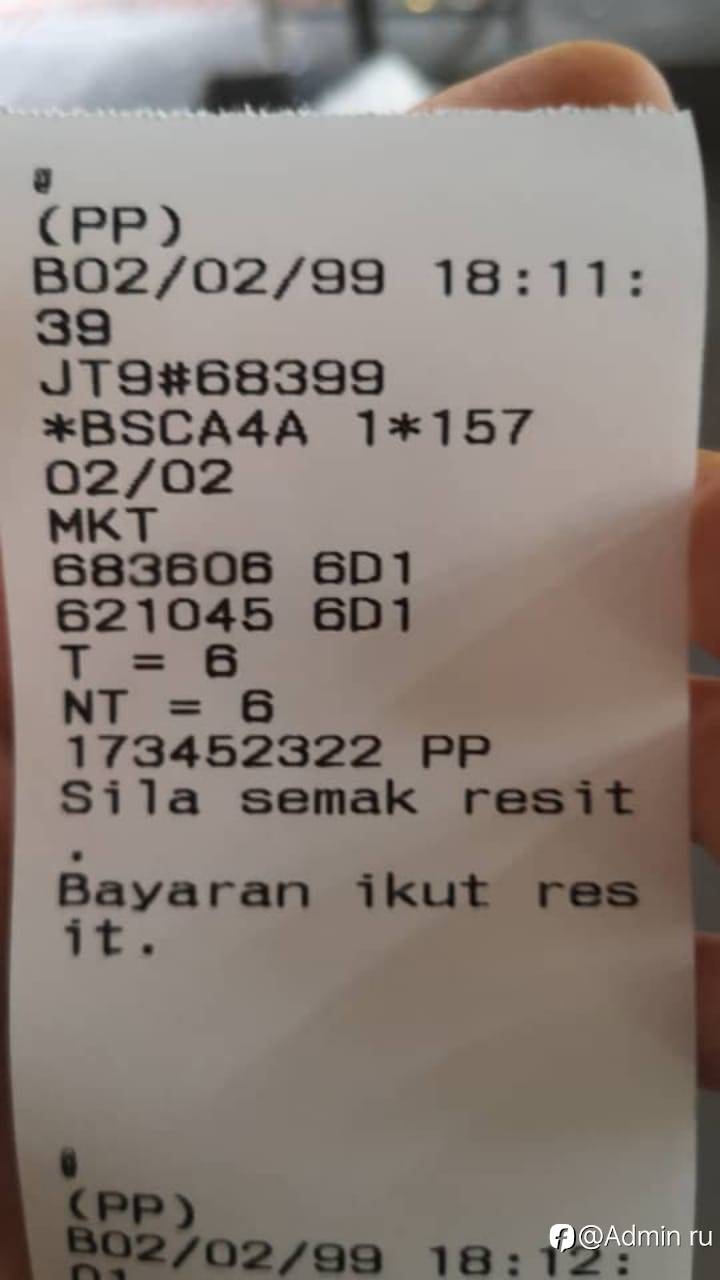 (PP)
B02/02/99 18:11:
39
JT9#68399
*BSCA4A 1*157
02/02
MKT
683606 6D1
621045 6D1
T = 6
NT = 6
173452322 PP
Sila semak resit
.
Bayaran ikut res
it.
(PP)
B02/02/99 18:12:
@Admin ru